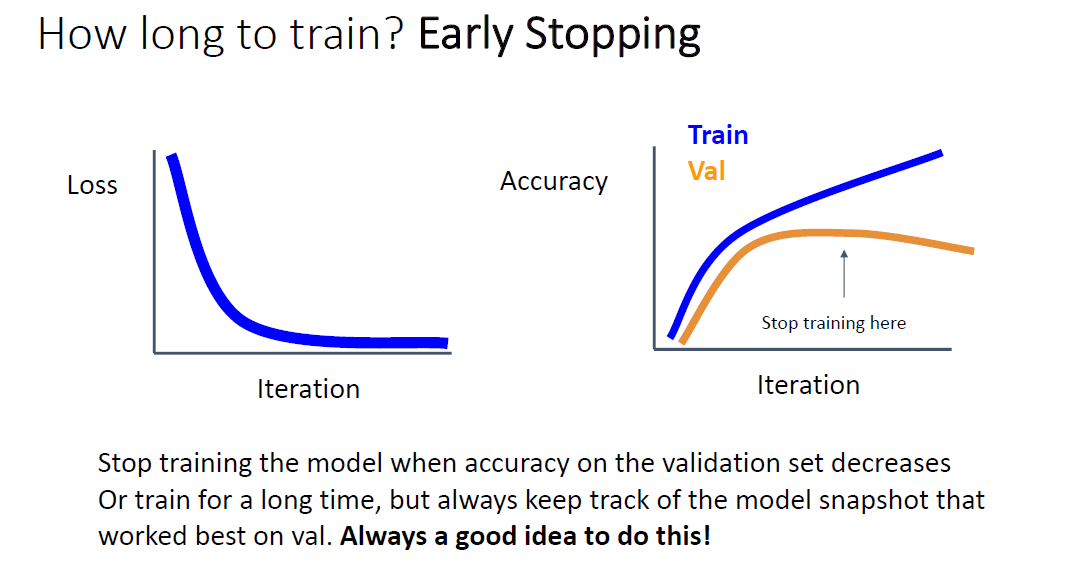 How long to train? Early Stopping
Loss
Iteration
Accuracy
Train
Val
Stop training here
Iteration
Stop training the model when accuracy on the validation set decreases
Or train for a long time, but always keep track of the model snapshot that
worked best on val. Always a good idea to do this!